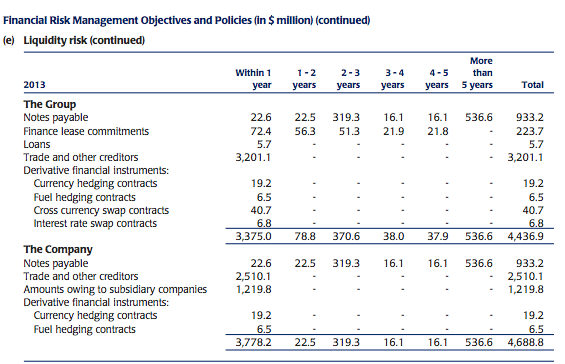 Financial Risk Management Objectives and Policies (in $ million) (continued)
(e) Liquidity risk (continued)
More
Within 1 1 - 2 2 - 3 3 - 4 4 - 5 than
2013 year years years years years 5 years Total
The Group
Notes payable 22.6 22.5 319.3 16.1 16.1 536.6 933.2
Finance lease commitments 72.4 56.3 51.3 21.9 21.8 - 223.7
Loans 5.7 - - - - - 5.7
Trade and other creditors 3,201.1 - - - - - 3,201.1
Derivative financial instruments:
Currency hedging contracts 19.2 - - - - - 19.2
Fuel hedging contracts 6.5 - - - - - 6.5
Cross currency swap contracts 40.7 - - - - - 40.7
Interest rate swap contracts 6.8 - - - - - 6.8
3,375.0 78.8 370.6 38.0 37.9 536.6 4,436.9
The Company
Notes payable 22.6 22.5 319.3 16.1 16.1 536.6 933.2
Trade and other creditors 2,510.1 - - - - - 2,510.1
Amounts owing to subsidiary companies 1,219.8 - - - - - 1,219.8
Derivative financial instruments:
Currency hedging contracts 19.2 - - - - - 19.2
Fuel hedging contracts 6.5 - - - - - 6.5
3,778.2 22.5 319.3 16.1 16.1 536.6 4,688.8